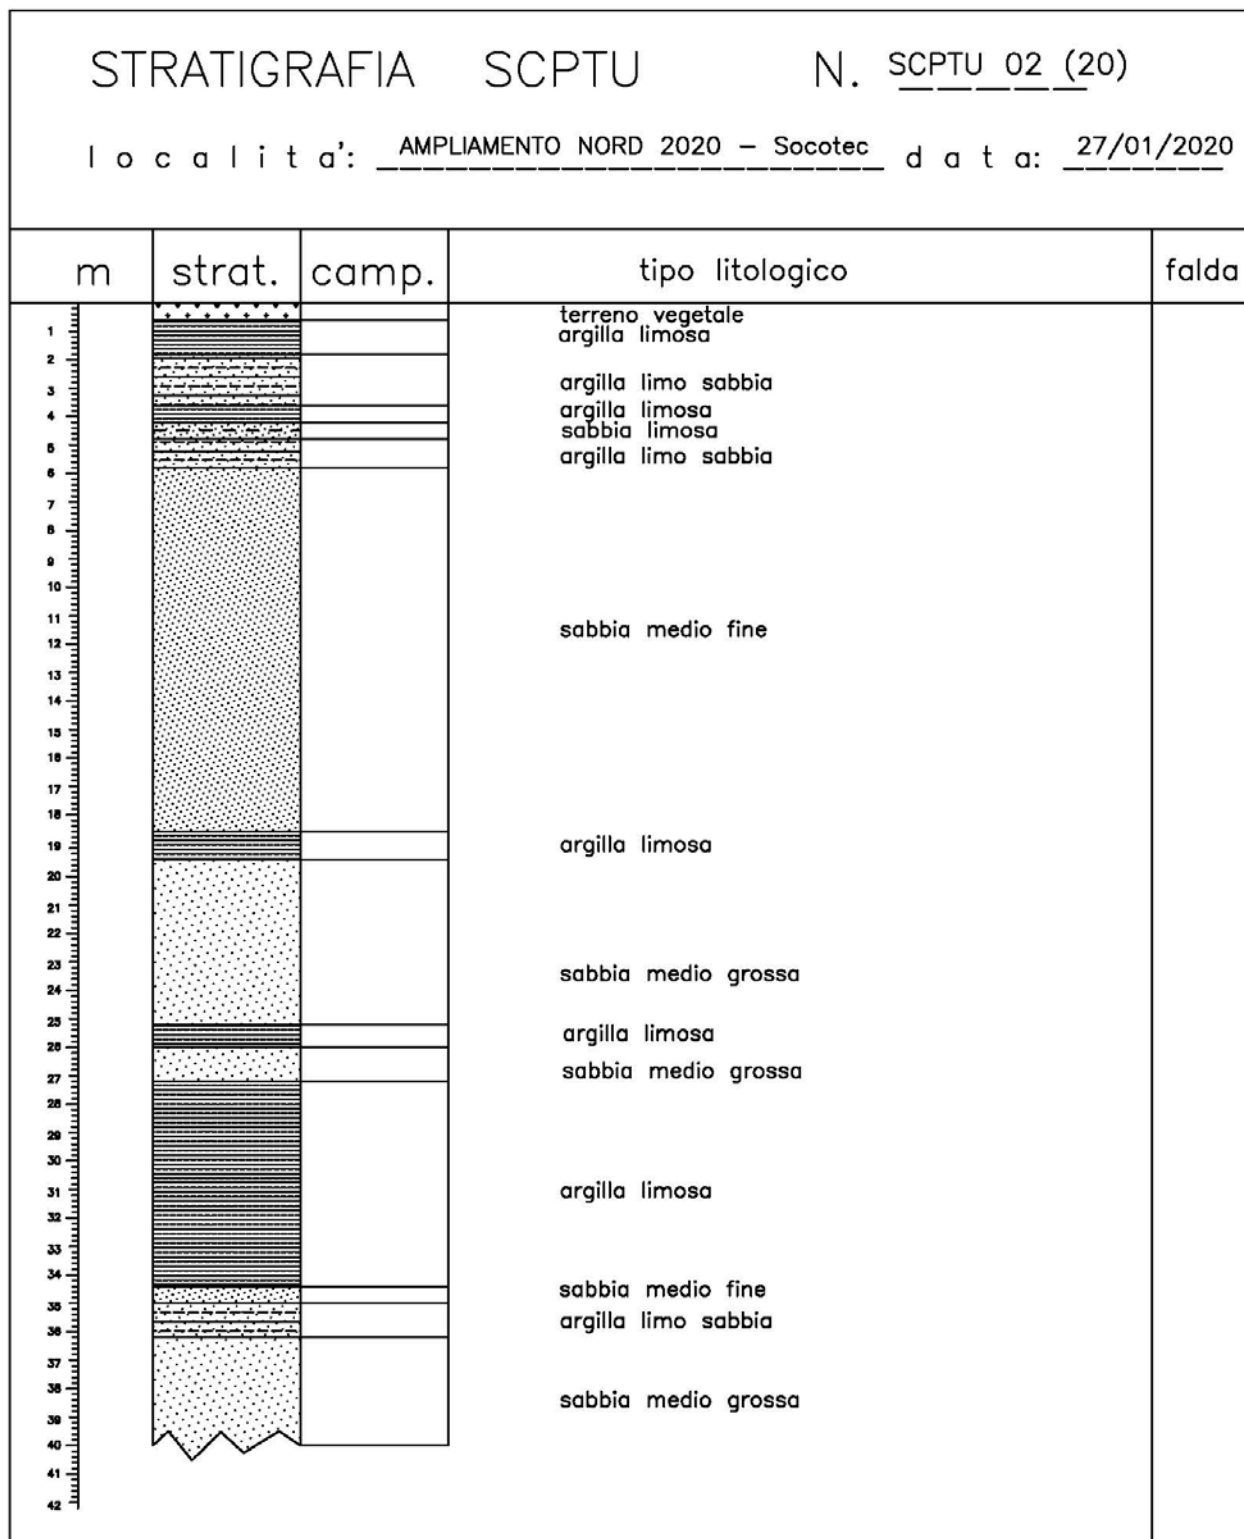 STRATIGRAFIA SCPTU N. SCPTU 02 (20)
localita': AMPLIAMENTO NORD 2020 – Socotec data: 27/01/2020
m strat. camp. tipo litologico falda
terreno vegetale
1 argilla limosa
2
3 argilla limo sabbia
4 argilla limosa
sabbia limosa
5 argilla limo sabbia
6
7
8
9
10
11
12 sabbia medio fine
13
14
15
16
17
18
19 argilla limosa
20
21
22
23
24 sabbia medio grossa
25
argilla limosa
26
27 sabbia medio grossa
28
29
30
31 argilla limosa
32
33
34
sabbia medio fine
35
argilla limo sabbia
36
37
38
sabbia medio grossa
39
40
41
42